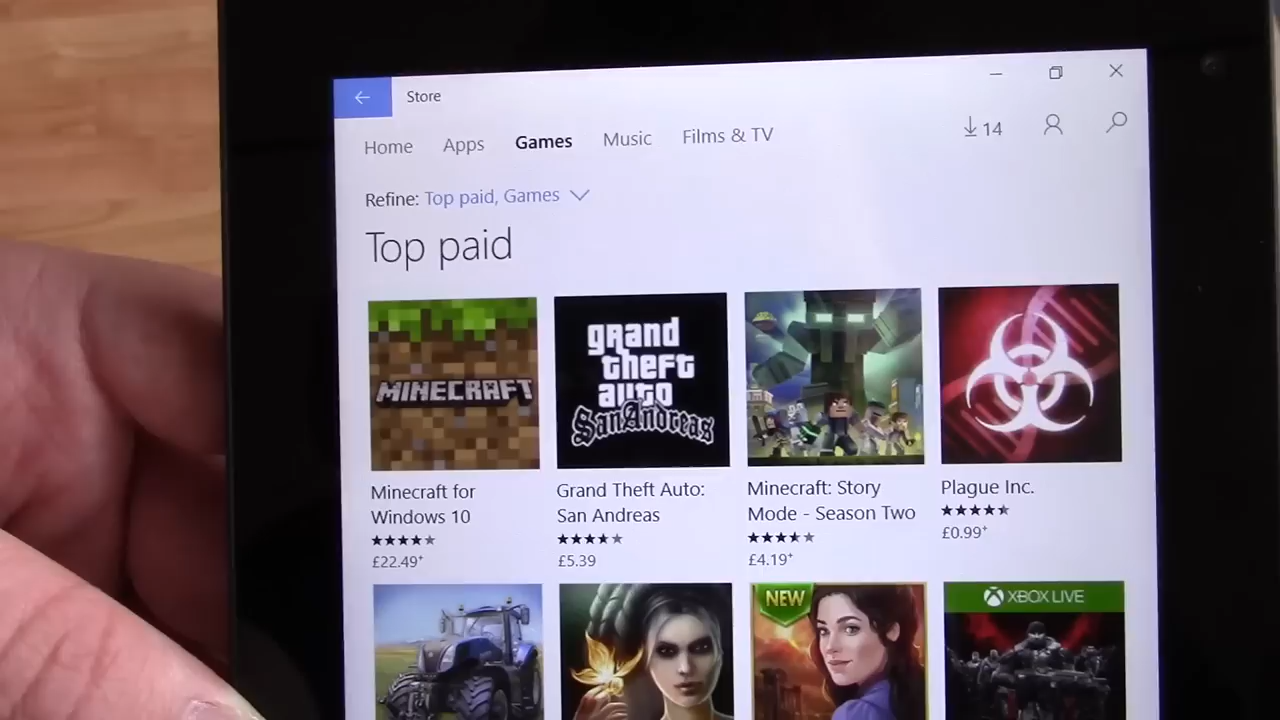 Store
Home Apps Games Music Films & TV 14
Refine: Top paid, Games
Top paid
MINECRAFT
grand
theft
auto
San Andreas
Minecraft for
Windows 10
£22.49+
Grand Theft Auto:
San Andreas
£5.39
Minecraft: Story
Mode - Season Two
£4.19+
Plague Inc.
£0.99+
NEW
XBOX LIVE